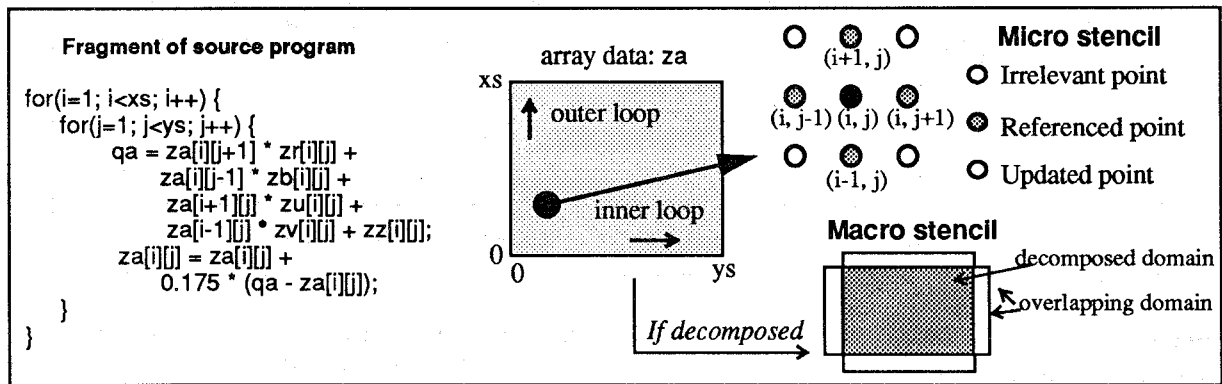 Fragment of source program
for(i=1; i<xs; i++) {
for(j=1; j<ys; j++) {
qa = za[i][j+1] * zr[i][j] +
za[i][j-1] * zb[i][j] +
za[i+1][j] * zu[i][j] +
za[i-1][j] * zv[i][j] + zz[i][j];
za[i][j] = za[i][j] +
0.175 * (qa - za[i][j]);
}
}
array data: za
xs
outer loop
inner loop
0
0
ys
If decomposed
(i+1, j)
(i, j-1) (i, j) (i, j+1)
(i-1, j)
Micro stencil
Irrelevant point
Referenced point
Updated point
Macro stencil
decomposed domain
overlapping domain